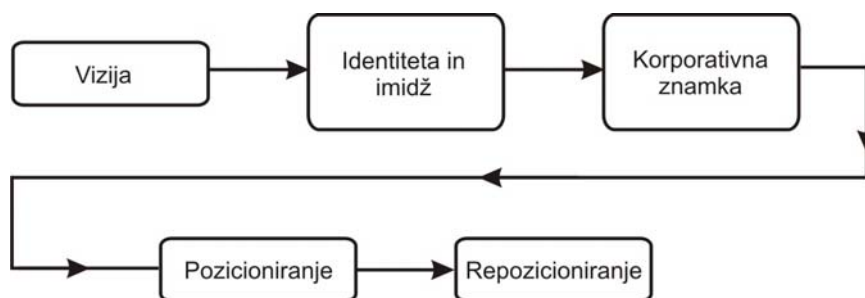 Vizija
Identiteta in
imidž
Korporativna
znamka
Pozicioniranje
Repozicioniranje